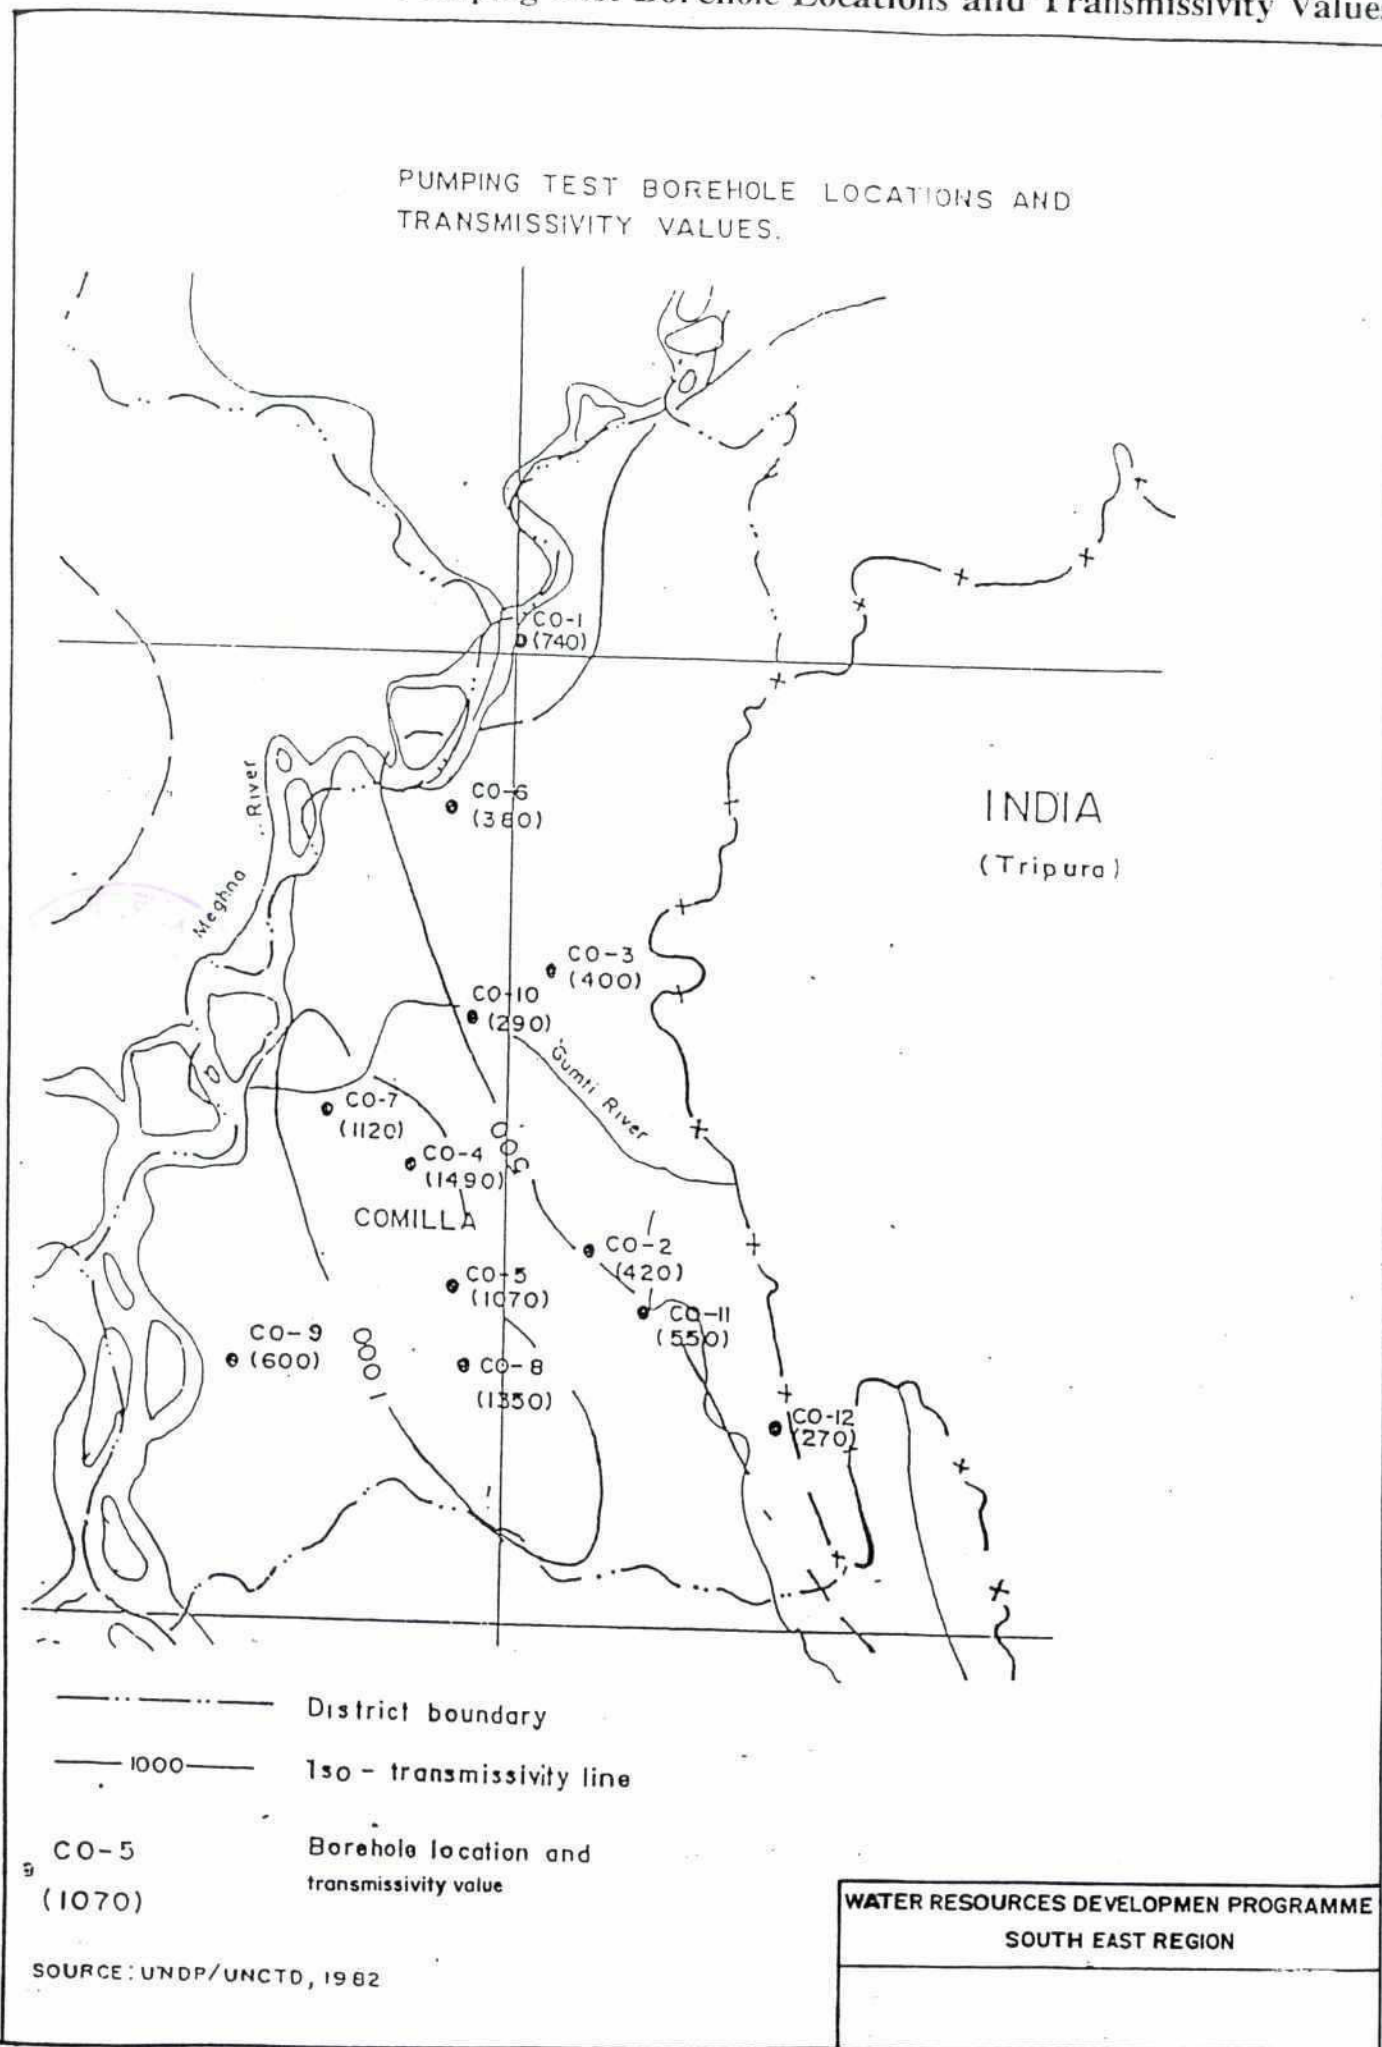 Borehole Locations and Transmissivity Value
PUMPING TEST BOREHOLE LOCATIONS AND
TRANSMISSIVITY VALUES.
CO-1
(740)
CO-6
(380)
River
Meghna
INDIA
(Tripura)
CO-3
(400)
CO-10
(290)
Gumti River
CO-7
(1120)
CO-4
(1490)
500
COMILLA
CO-2
(420)
CO-5
(1070)
CO-11
(550)
CO-9
(600)
1000
CO-8
(1350)
CO-12
(270)
District boundary
1000
Iso - transmissivity line
CO-5
(1070)
Borehole location and
transmissivity value
SOURCE: UNDP/UNCTD, 1982
WATER RESOURCES DEVELOPMEN PROGRAMME
SOUTH EAST REGION